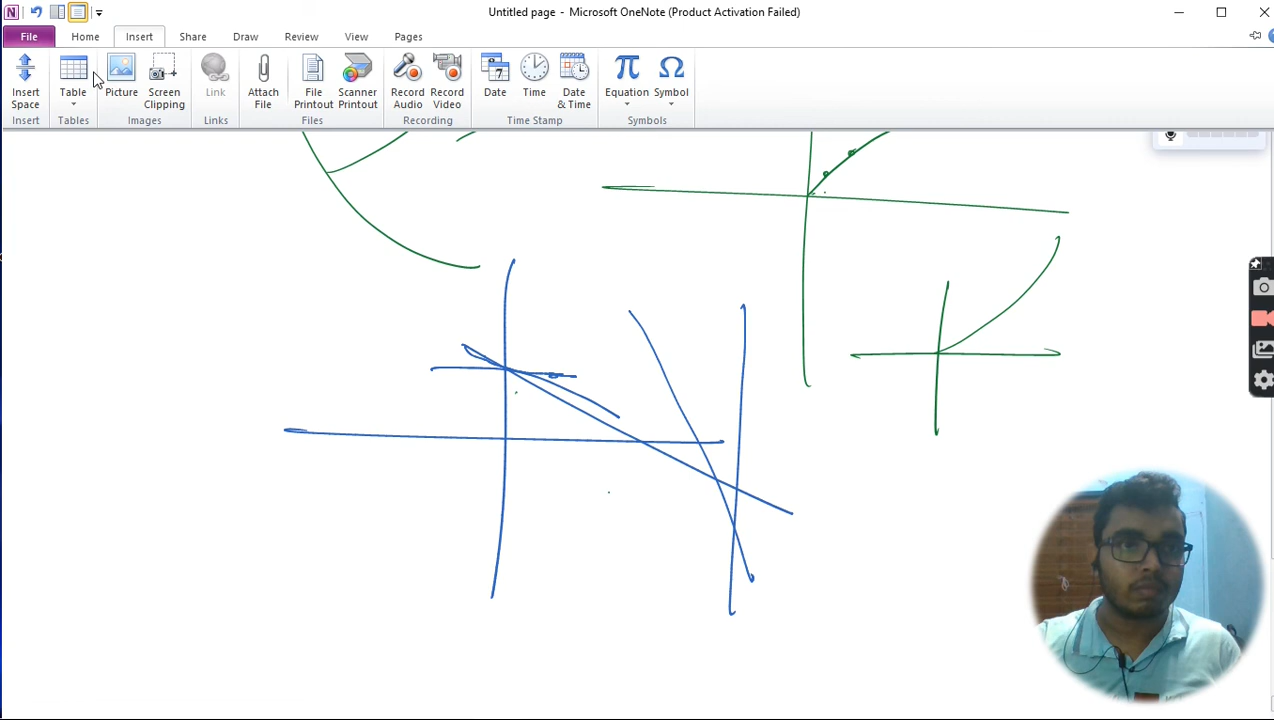 Untitled page - Microsoft OneNote (Product Activation Failed)
File Home Insert Share Draw Review View Pages
Insert Space
Table
Picture
Screen Clipping
Link
Attach File
File Printout
Scanner Printout
Record Audio
Record Video
Date
Time
Date & Time
Equation
Symbol
Insert Tables Images Links Files Recording Time Stamp Symbols